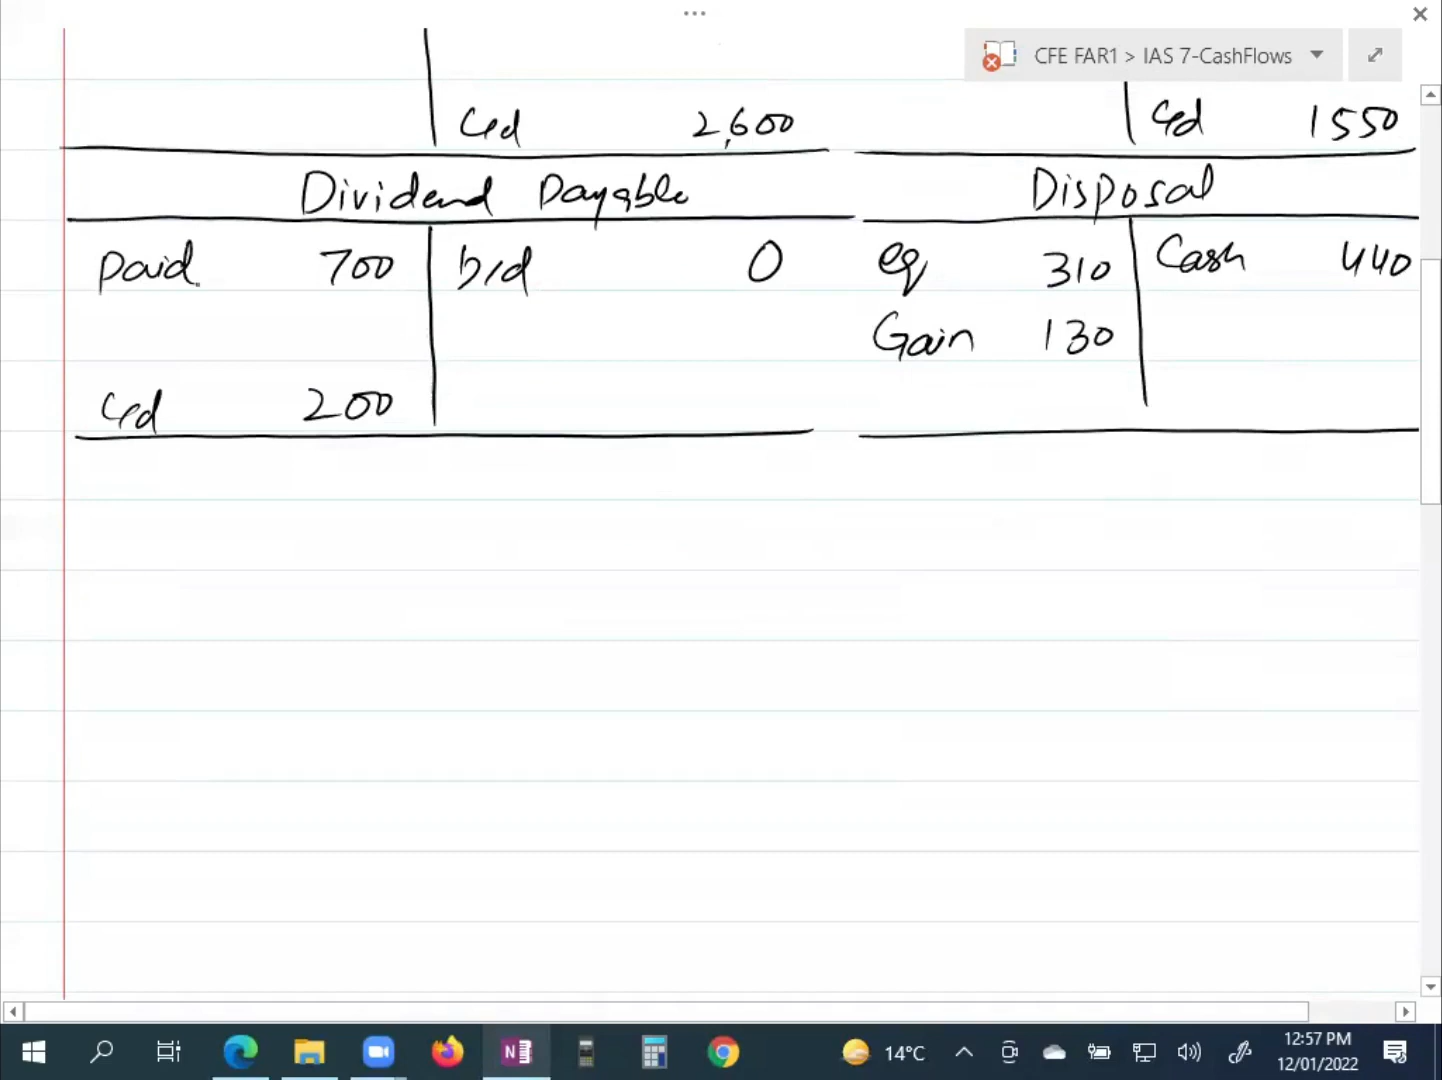 CFE FAR1 > IAS 7-CashFlows
c/d 2,600 c/d 1550
Dividend Payable Disposal
paid. 700 b/d 0 eq 310 Cash 440
Gain 130
c/d 200
14°C 12:57 PM
12/01/2022